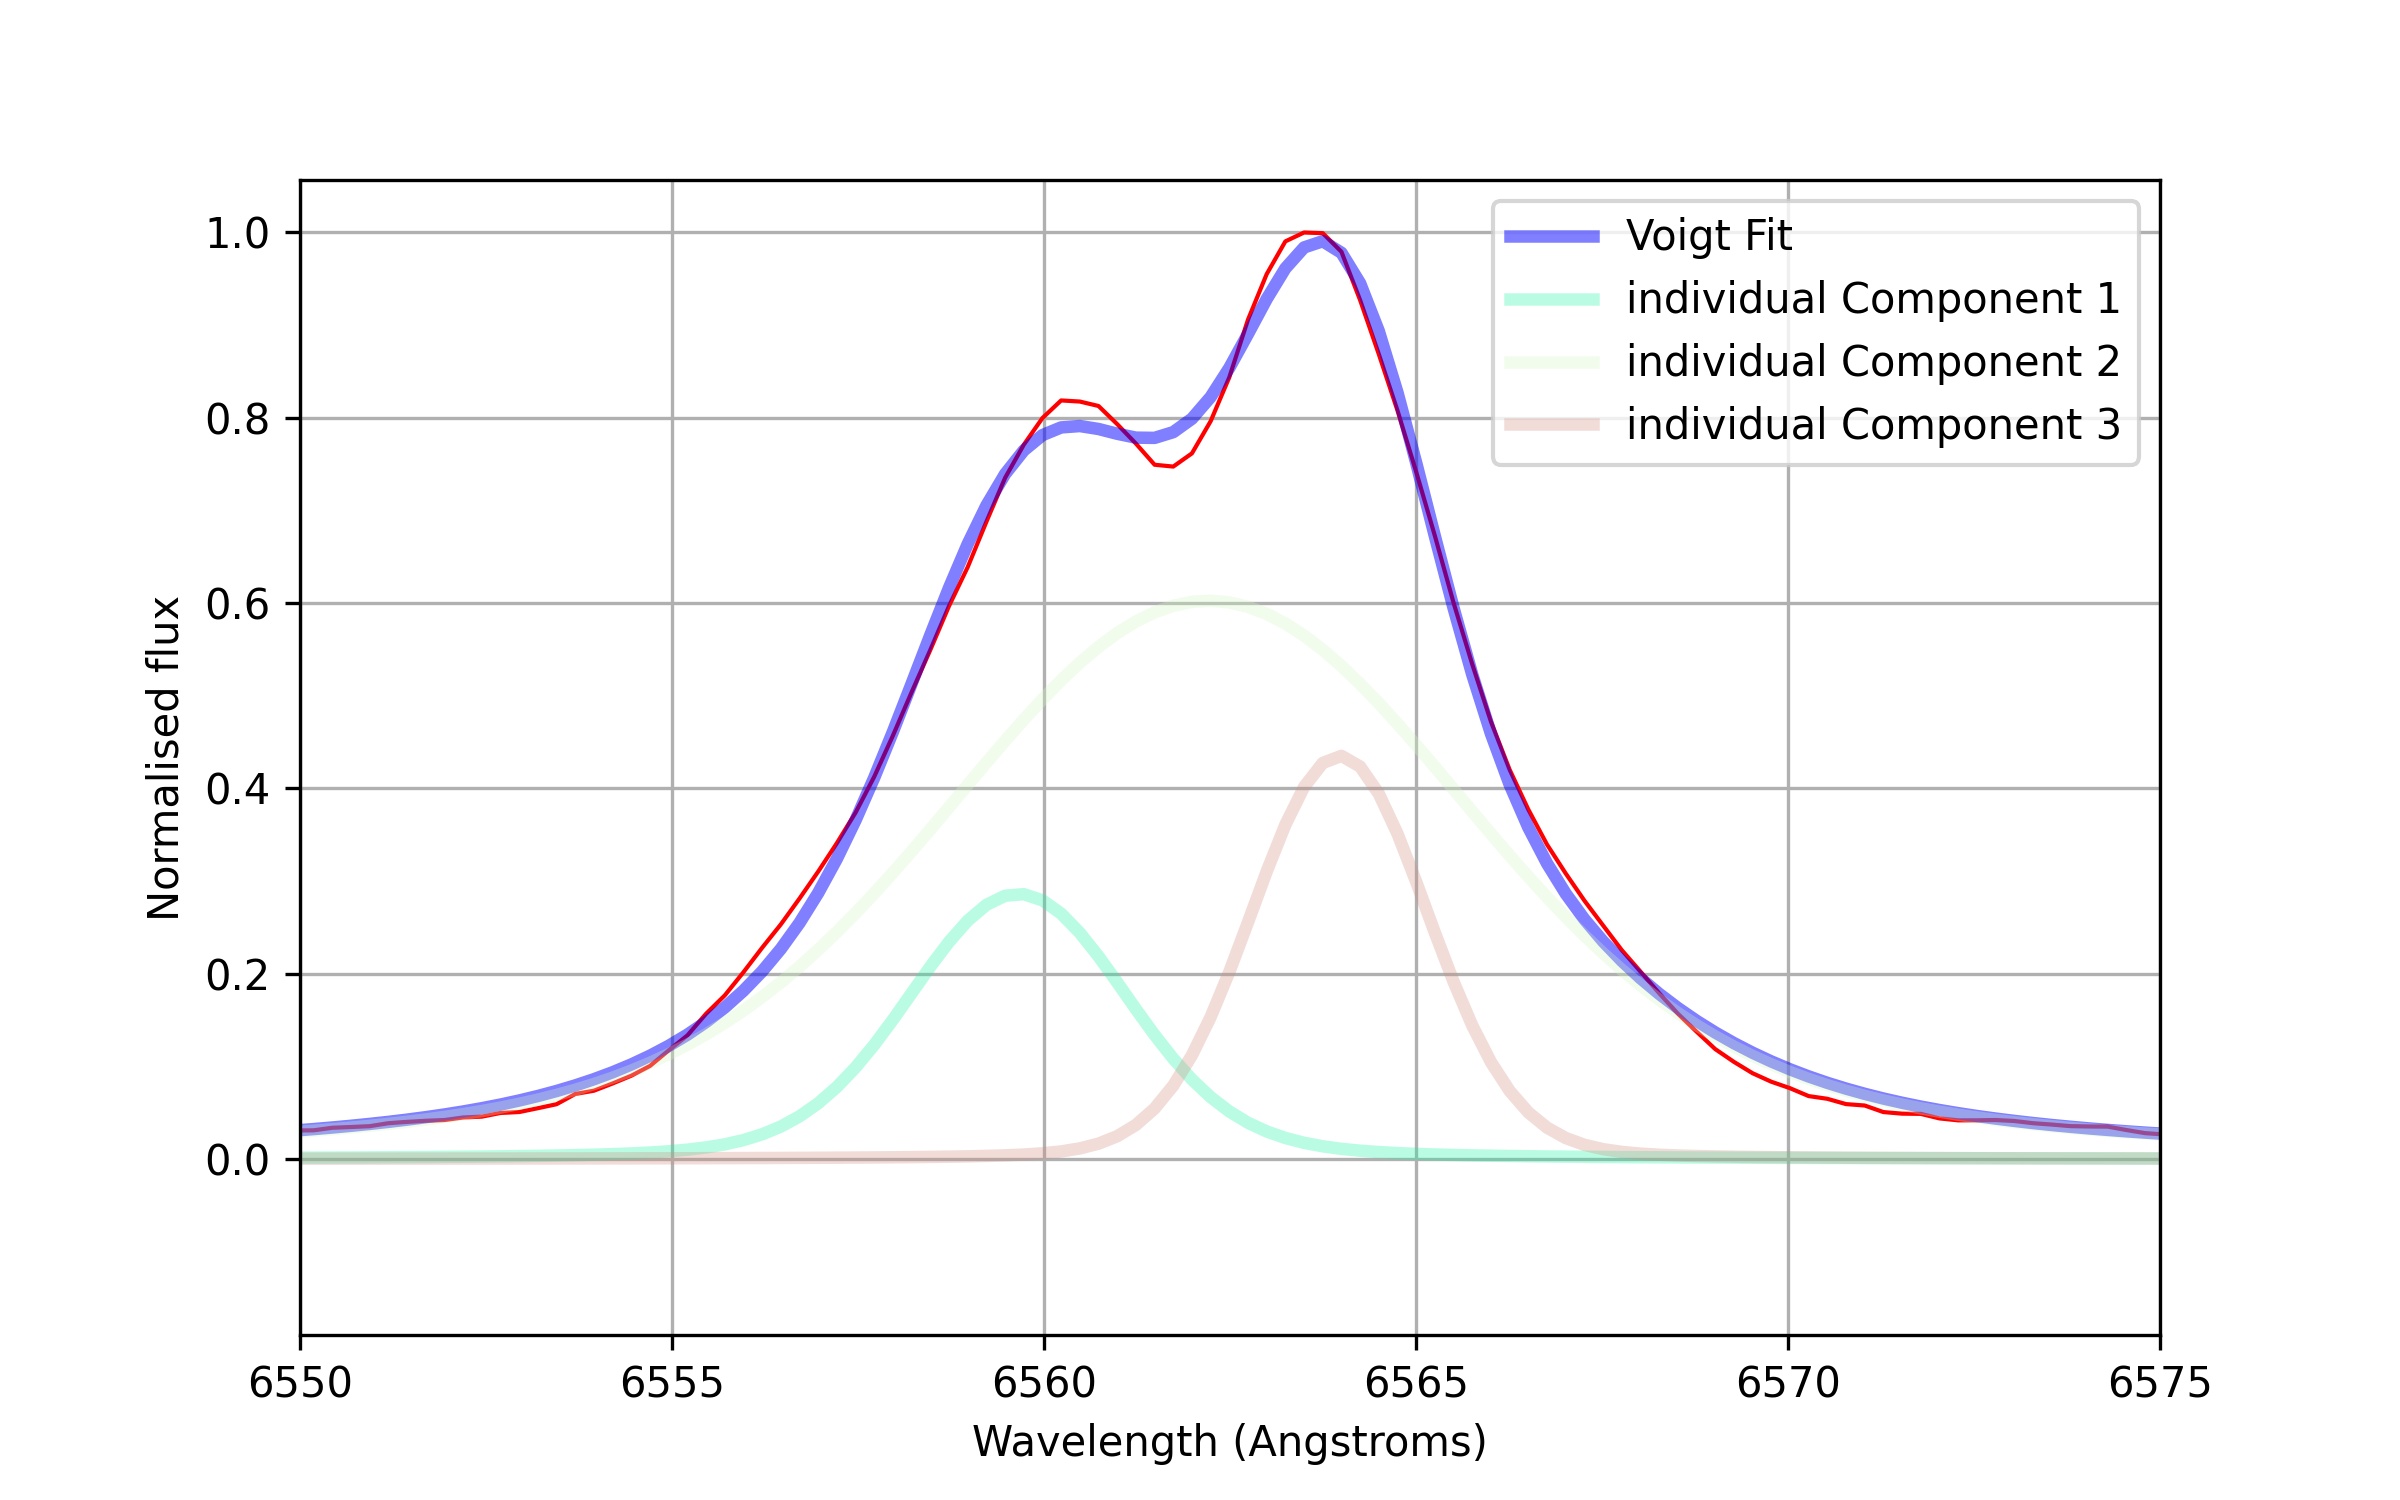 Voigt Fit
individual Component 1
individual Component 2
individual Component 3
1.0
0.8
0.6
0.4
0.2
0.0
Normalised flux
6550 6555 6560 6565 6570 6575
Wavelength (Angstroms)